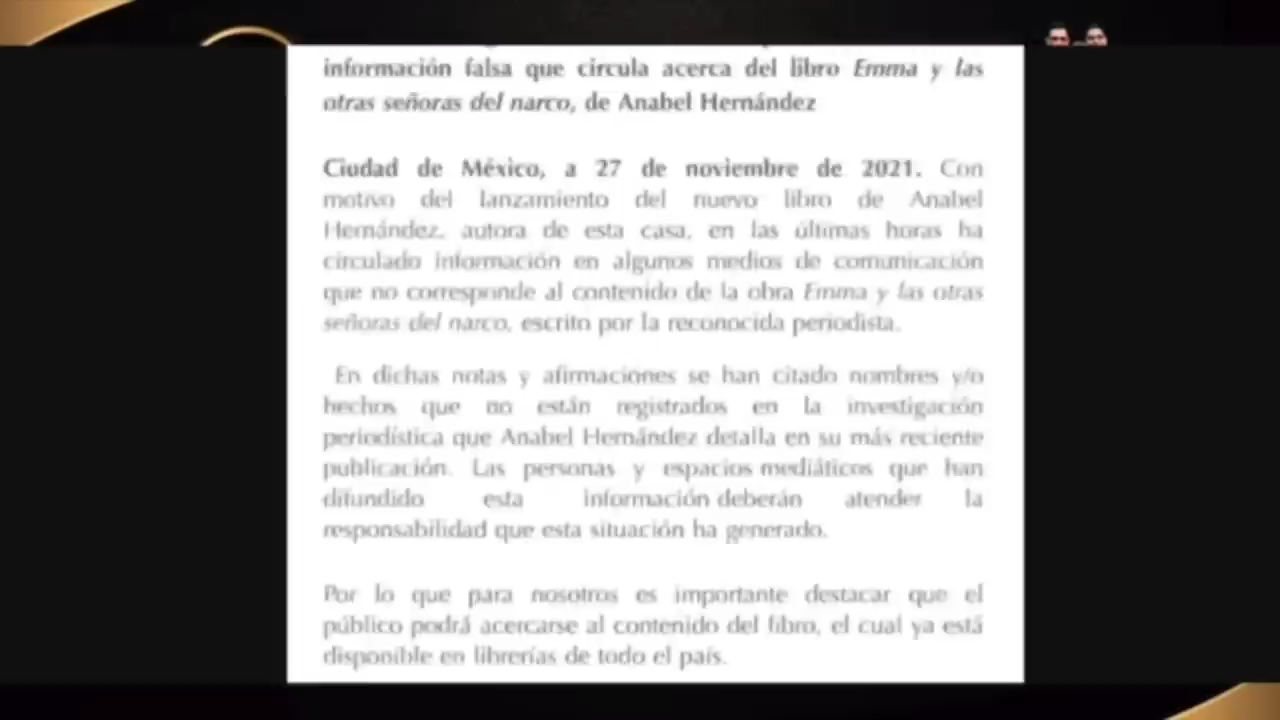 información falsa que circula acerca del libro Emma y las
otras señoras del narco, de Anabel Hernández
Ciudad de México, a 27 de noviembre de 2021. Con
motivo del lanzamiento del nuevo libro de Anabel
Hernández, autora de esta casa, en las últimas horas ha
circulado información en algunos medios de comunicación
que no corresponde al contenido de la obra Emma y las otras
señoras del narco, escrito por la reconocida periodista.
En dichas notas y afirmaciones se han citado nombres y/o
hechos que no están registrados en la investigación
periodística que Anabel Hernández detalla en su más reciente
publicación. Las personas y espacios mediáticos que han
difundido esta información deberán atender la
responsabilidad que esta situación ha generado.
Por lo que para nosotros es importante destacar que el
público podrá acercarse al contenido del libro, el cual ya está
disponible en librerías de todo el país.